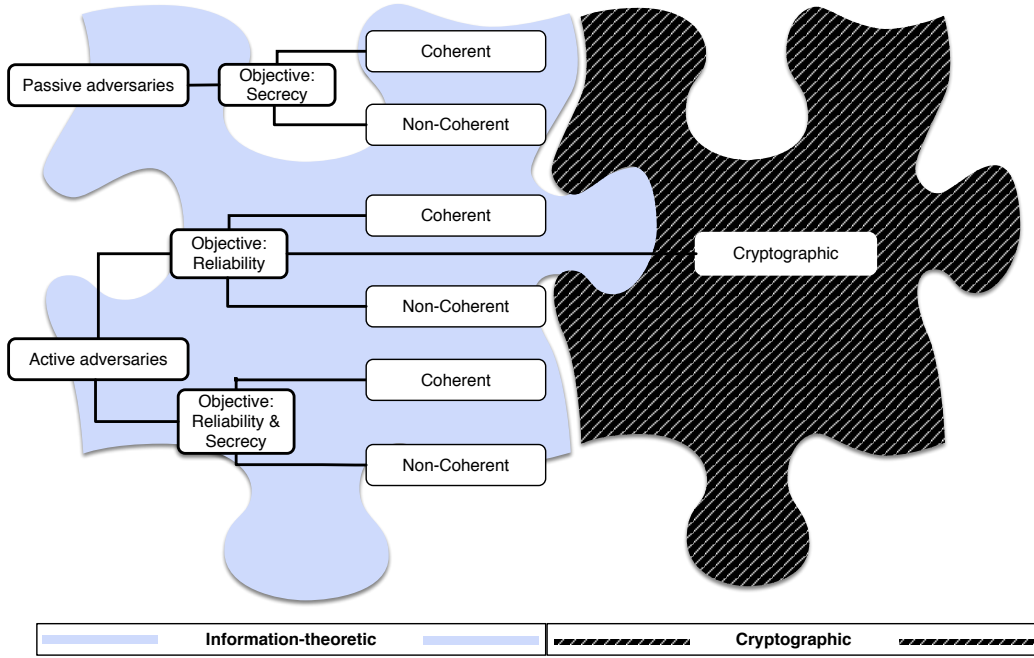 Coherent
Passive adversaries
Objective:
Secrecy
Non-Coherent
Coherent
Objective:
Reliability
Cryptographic
Non-Coherent
Active adversaries
Coherent
Objective:
Reliability &
Secrecy
Non-Coherent
Information-theoretic
Cryptographic